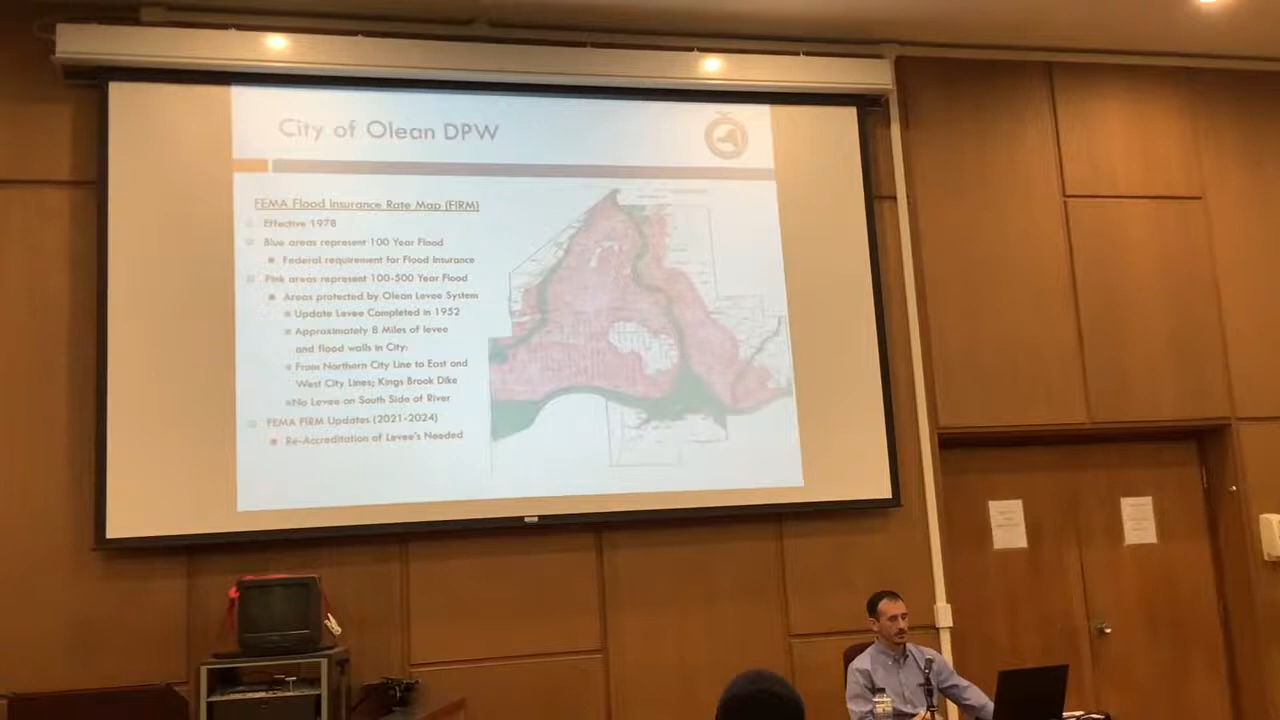 City of Olean DPW
FEMA Flood Insurance Rate Map (FIRM)
Effective 1978
Blue areas represent 100 Year Flood
Federal requirement for Flood Insurance
Pink areas represent 100-500 Year Flood
Areas protected by Olean Levee System
Update Levee Completed in 1952
Approximately 8 Miles of levee
and flood walls in City:
From Northern City Line to East and
West City Lines; Kings Brook Dike
No Levee on South Side of River
FEMA FIRM Updates (2021-2024)
Re-Accreditation of Levee's Needed